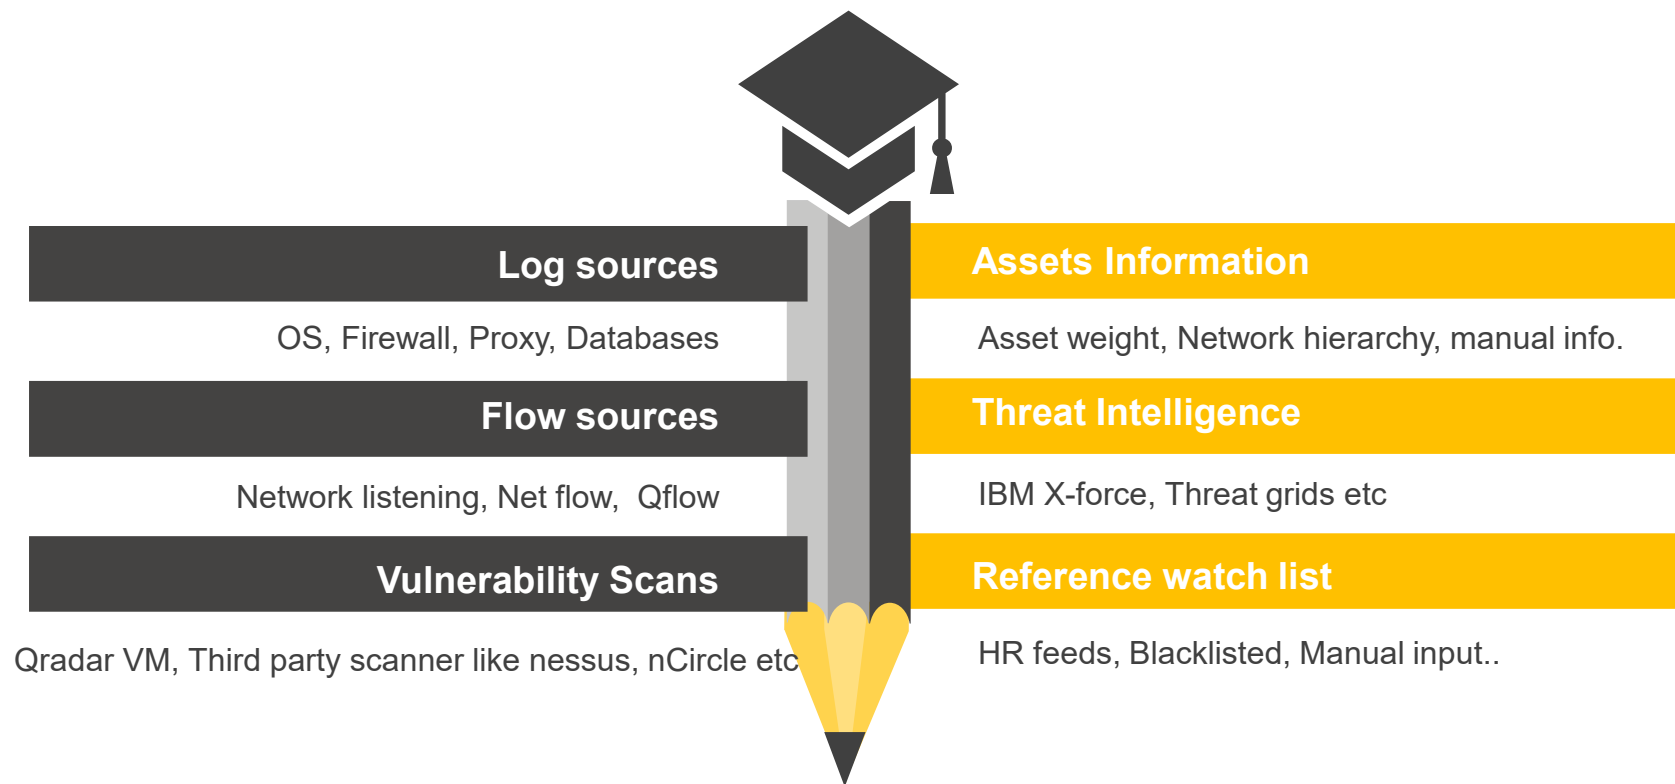 Log sources
OS, Firewall, Proxy, Databases
Flow sources
Network listening, Net flow,  Qflow
Vulnerability Scans
Qradar VM, Third party scanner like nessus, nCircle etc
Assets Information
Asset weight, Network hierarchy, manual info.
Threat Intelligence
IBM X-force, Threat grids etc
Reference watch list
HR feeds, Blacklisted, Manual input..